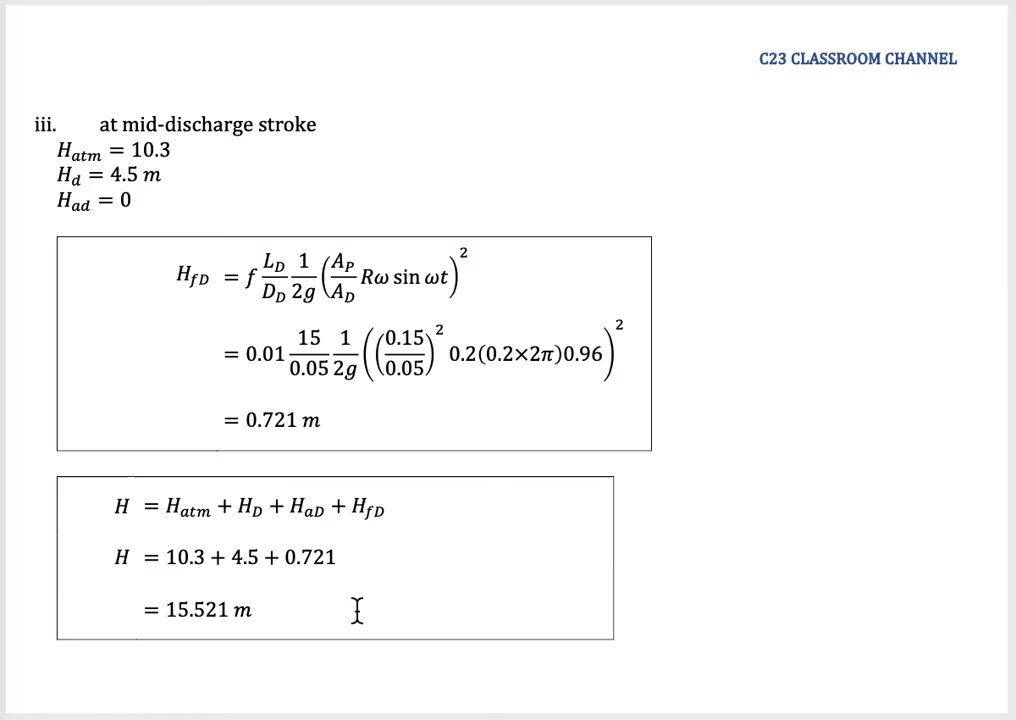 C23 CLASSROOM CHANNEL
iii. at mid-discharge stroke
H_atm = 10.3
H_d = 4.5 m
H_ad = 0
H_fD = f L_D/D_D 1/2g (A_P/A_D Rω sin ωt)^2
= 0.01 15/0.05 1/2g ((0.15/0.05)^2 0.2(0.2×2π)0.96)^2
= 0.721 m
H = H_atm + H_D + H_aD + H_fD
H = 10.3 + 4.5 + 0.721
= 15.521 m